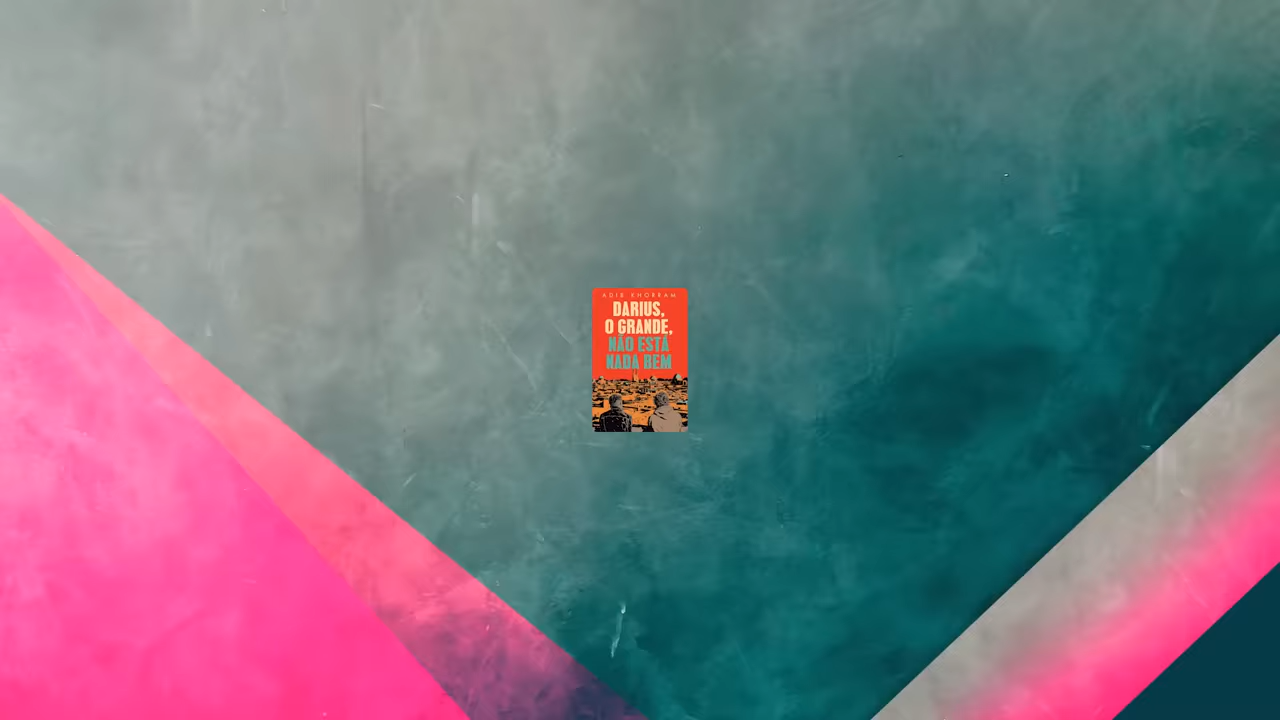 ADIB KHORRAM
DARIUS,
O GRANDE,
NÃO ESTÁ
NADA BEM